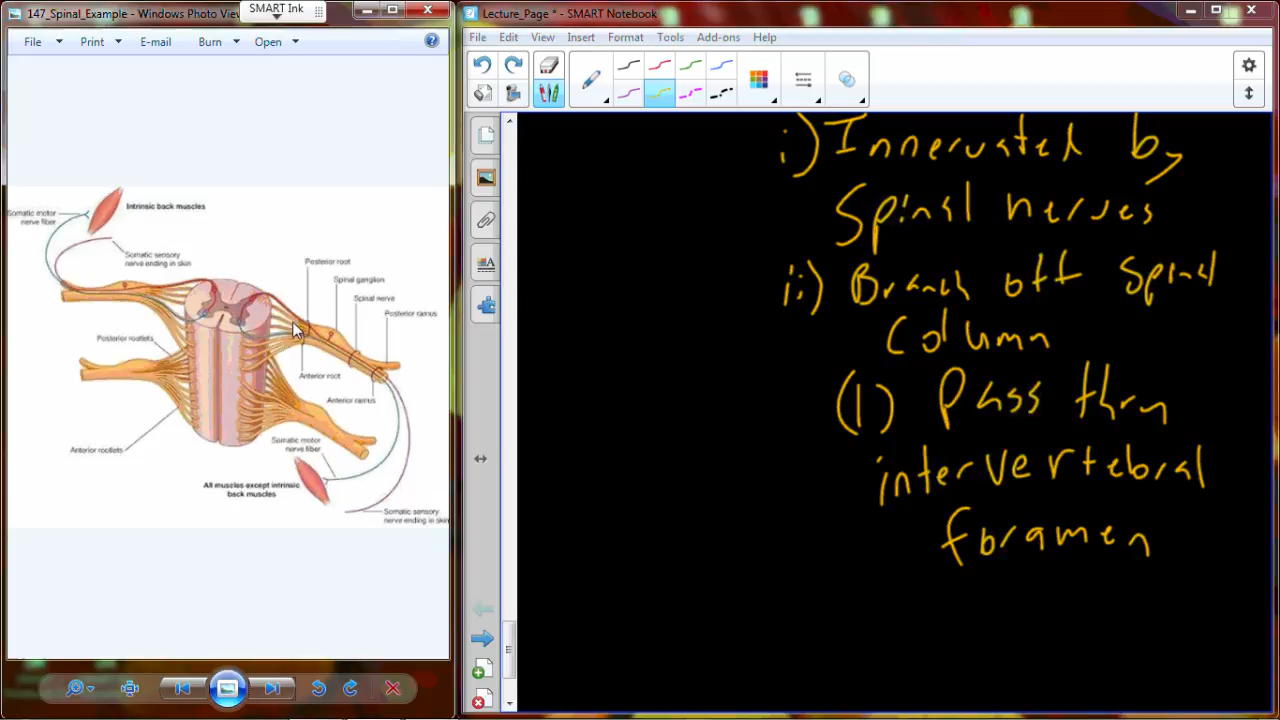 147_Spinal_Example - Windows Photo View
SMART Ink
File Print E-mail Burn Open
Intrinsic back muscles
Somatic motor
nerve fiber
Somatic sensory
nerve ending in skin
Posterior root
Spinal ganglion
Spinal nerve
Posterior ramus
Posterior rootlets
Anterior root
Anterior ramus
Anterior rootlets
Somatic motor
nerve fiber
All muscles except intrinsic
back muscles
Somatic sensory
nerve ending in skin
Lecture_Page * - SMART Notebook
File Edit View Insert Format Tools Add-ons Help
i) Innervated by
Spinal nerves
ii) Branch off Spinal
Column
(1) Pass thru
intervertebral
foramen